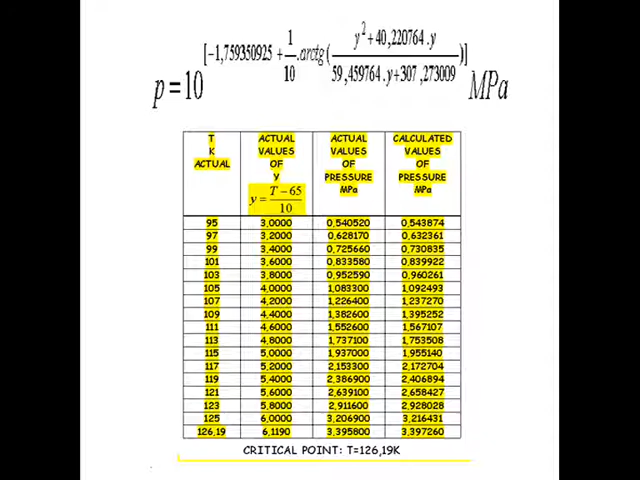 p = 10^[-1,759350925 + 1/10 .arctg( (y² + 40,220764 .y) / (59,459764 .y + 307,273009) )] MPa
T K ACTUAL | ACTUAL VALUES OF y y = (T - 65)/10 | ACTUAL VALUES OF PRESSURE MPa | CALCULATED VALUES OF PRESSURE MPa
95 3,0000 0,540520 0,543874
97 3,2000 0,628170 0,632361
99 3,4000 0,725660 0,730835
101 3,6000 0,833580 0,839922
103 3,8000 0,952590 0,960261
105 4,0000 1,083300 1,092493
107 4,2000 1,226400 1,237270
109 4,4000 1,382600 1,395252
111 4,6000 1,552600 1,567107
113 4,8000 1,737100 1,753508
115 5,0000 1,937000 1,955140
117 5,2000 2,153300 2,172704
119 5,4000 2,386900 2,406894
121 5,6000 2,639100 2,658427
123 5,8000 2,911600 2,928028
125 6,0000 3,206900 3,216431
126,19 6,1190 3,395800 3,397260
CRITICAL POINT: T=126,19K